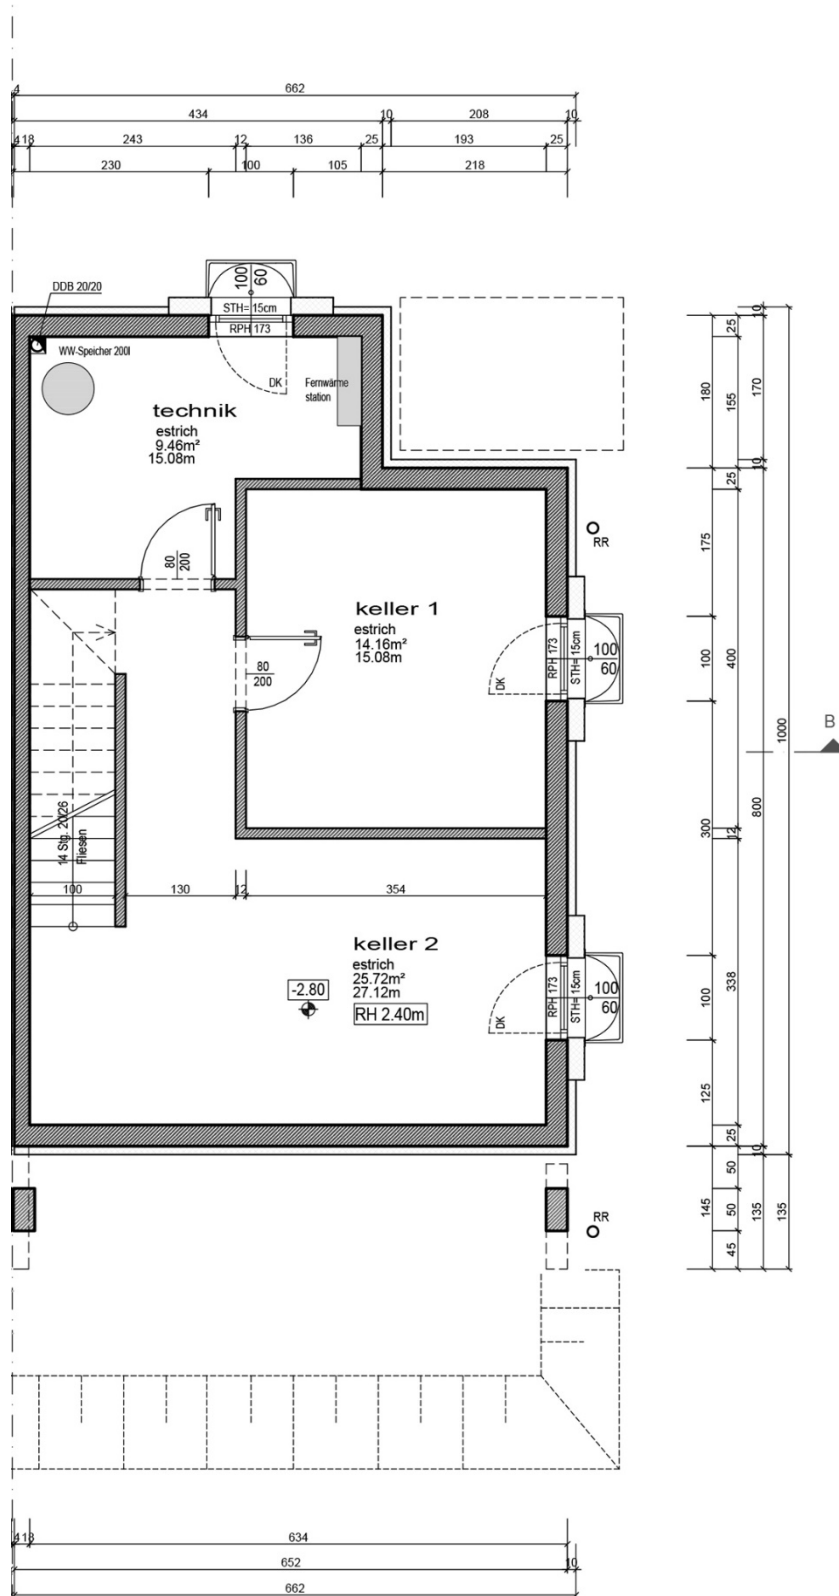 4 662
434 10 208 10
4 18 243 12 136 25 193 25
230 100 105 218
DDB 20/20
100
60
STH= 15cm
RPH 173
WW-Speicher 200l
DK
Fernwärme
station
technik
estrich
9.46m²
15.08m
80
200
keller 1
estrich
14.16m²
15.08m
80
200
RPH 173
STH= 15cm
100
60
DK
RR
14 Stg. 20/26
Fliesen
100 130 12 354
keller 2
estrich
25.72m²
27.12m
-2.80
RH 2.40m
RPH 173
STH= 15cm
100
60
DK
RR
B
180
175
100
300
100
125
145
25
155
25
400
12
338
25
50
50
45
10
170
10
800
10
135
1000
135
4 18 634
652 10
662